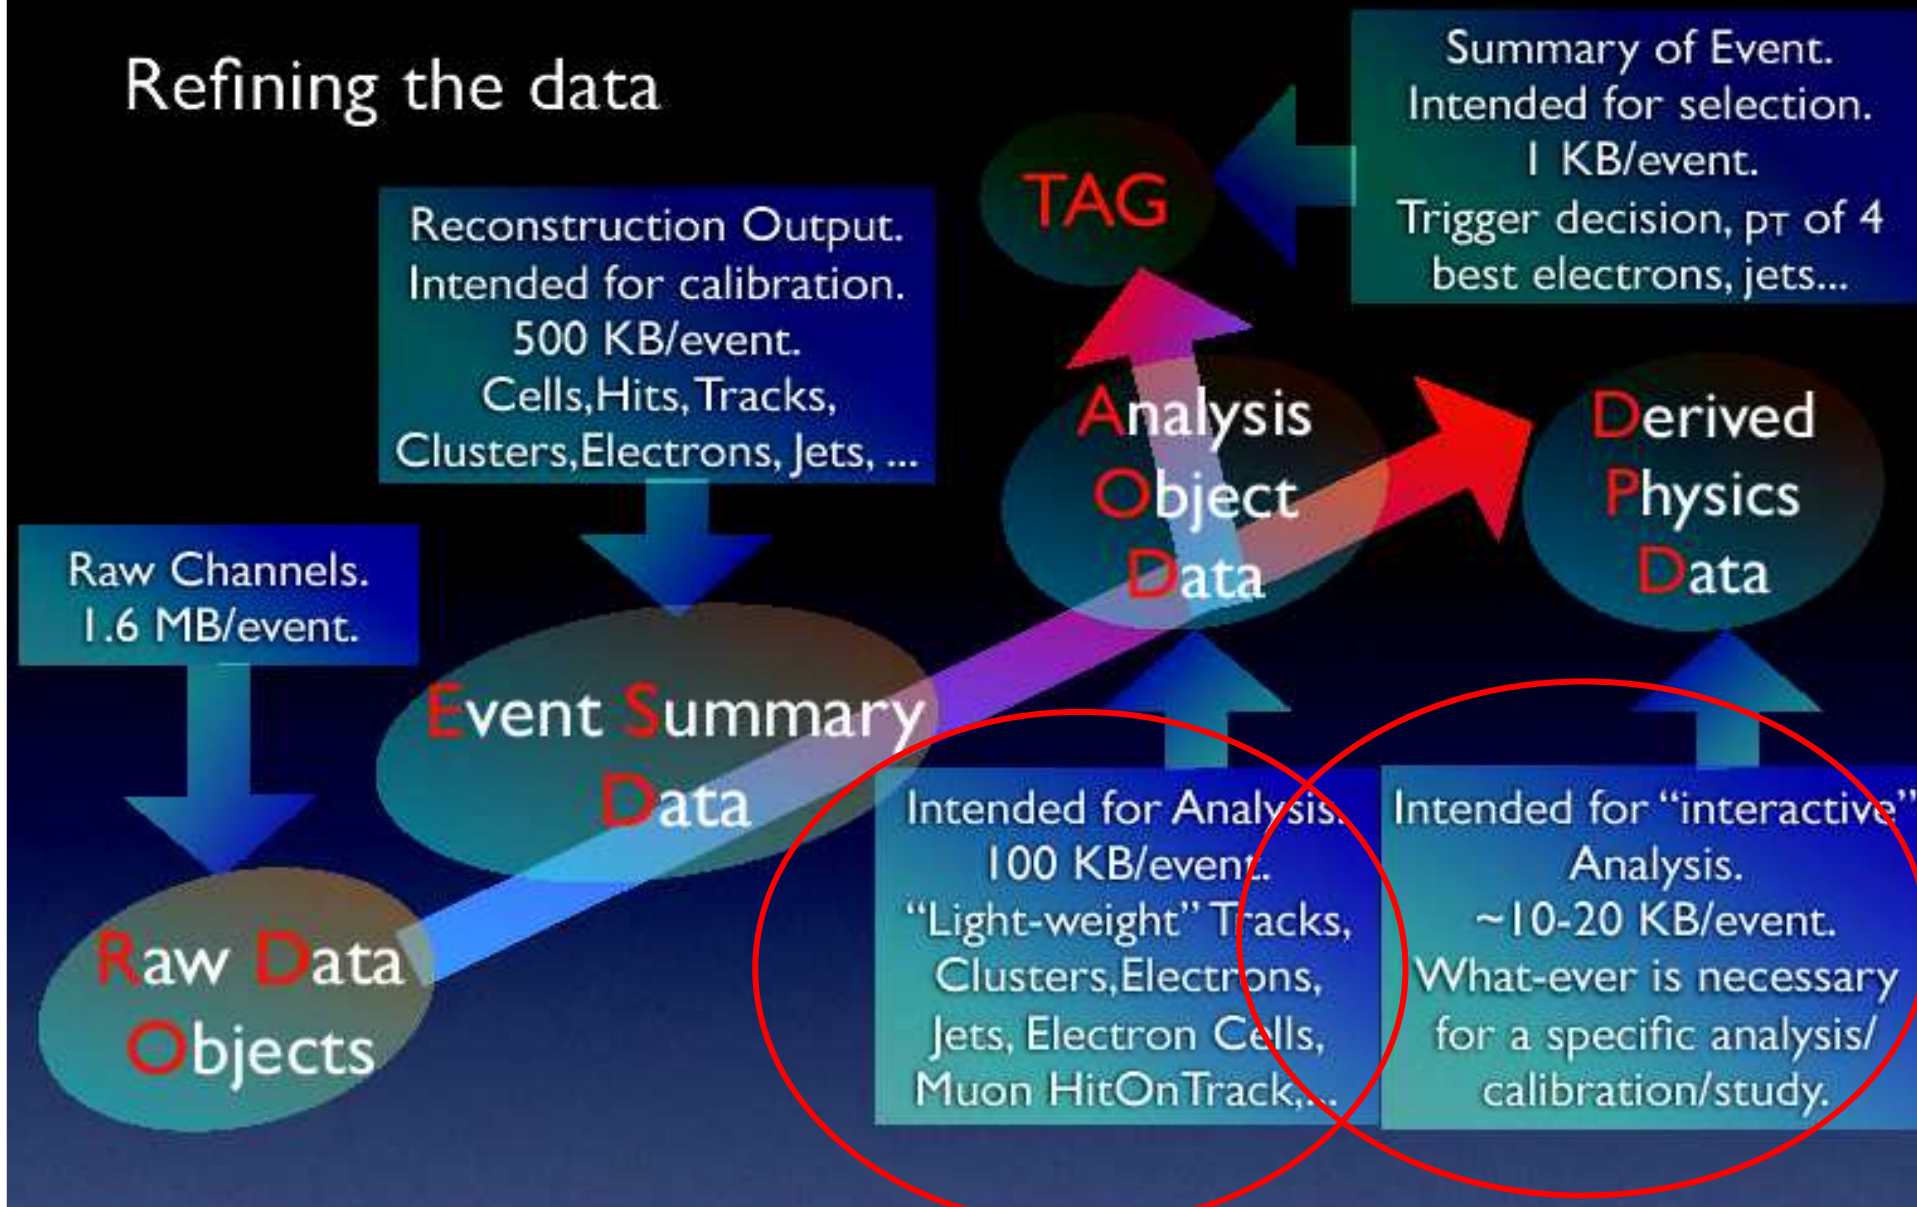 Refining the data
Summary of Event.
Intended for selection.
1 KB/event.
Trigger decision, pT of 4
best electrons, jets...
TAG
Reconstruction Output.
Intended for calibration.
500 KB/event.
Cells,Hits,Tracks,
Clusters,Electrons, Jets, ...
Analysis
Object
Data
Derived
Physics
Data
Raw Channels.
1.6 MB/event.
Event Summary
Data
Raw Data
Objects
Intended for Analysis.
100 KB/event.
“Light-weight” Tracks,
Clusters,Electrons,
Jets, Electron Cells,
Muon HitOnTrack,...
Intended for “interactive”
Analysis.
~10-20 KB/event.
What-ever is necessary
for a specific analysis/
calibration/study.